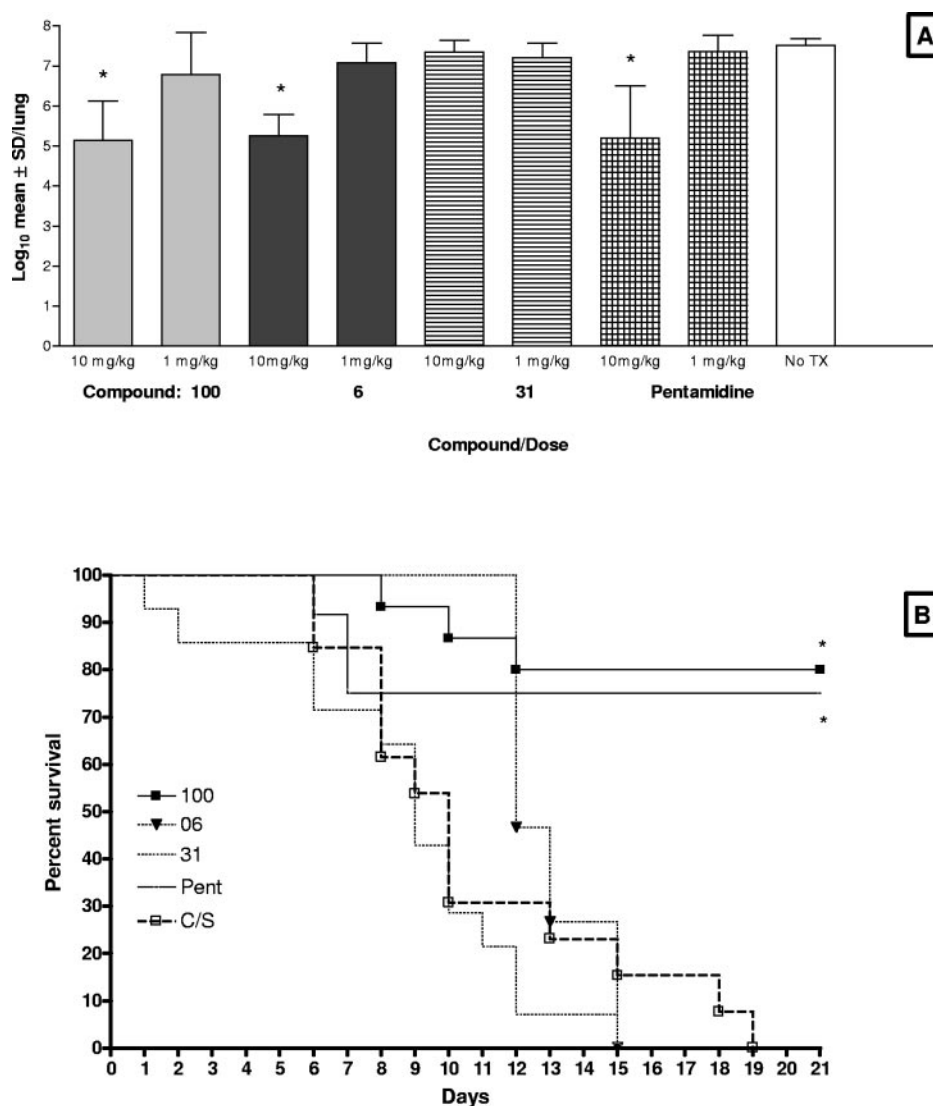 A
8
7
6
5
4
3
2
1
0
Log10 mean ± SD/lung
* * *
10 mg/kg 1 mg/kg 10mg/kg 1mg/kg 10mg/kg 1 mg/kg 10mg/kg 1 mg/kg No TX
Compound: 100 6 31 Pentamidine
Compound/Dose
B
100
90
80
70
60
50
40
30
20
10
0
Percent survival
*
*
100
06
31
Pent
C/S
0 1 2 3 4 5 6 7 8 9 10 11 12 13 14 15 16 17 18 19 20 21
Days